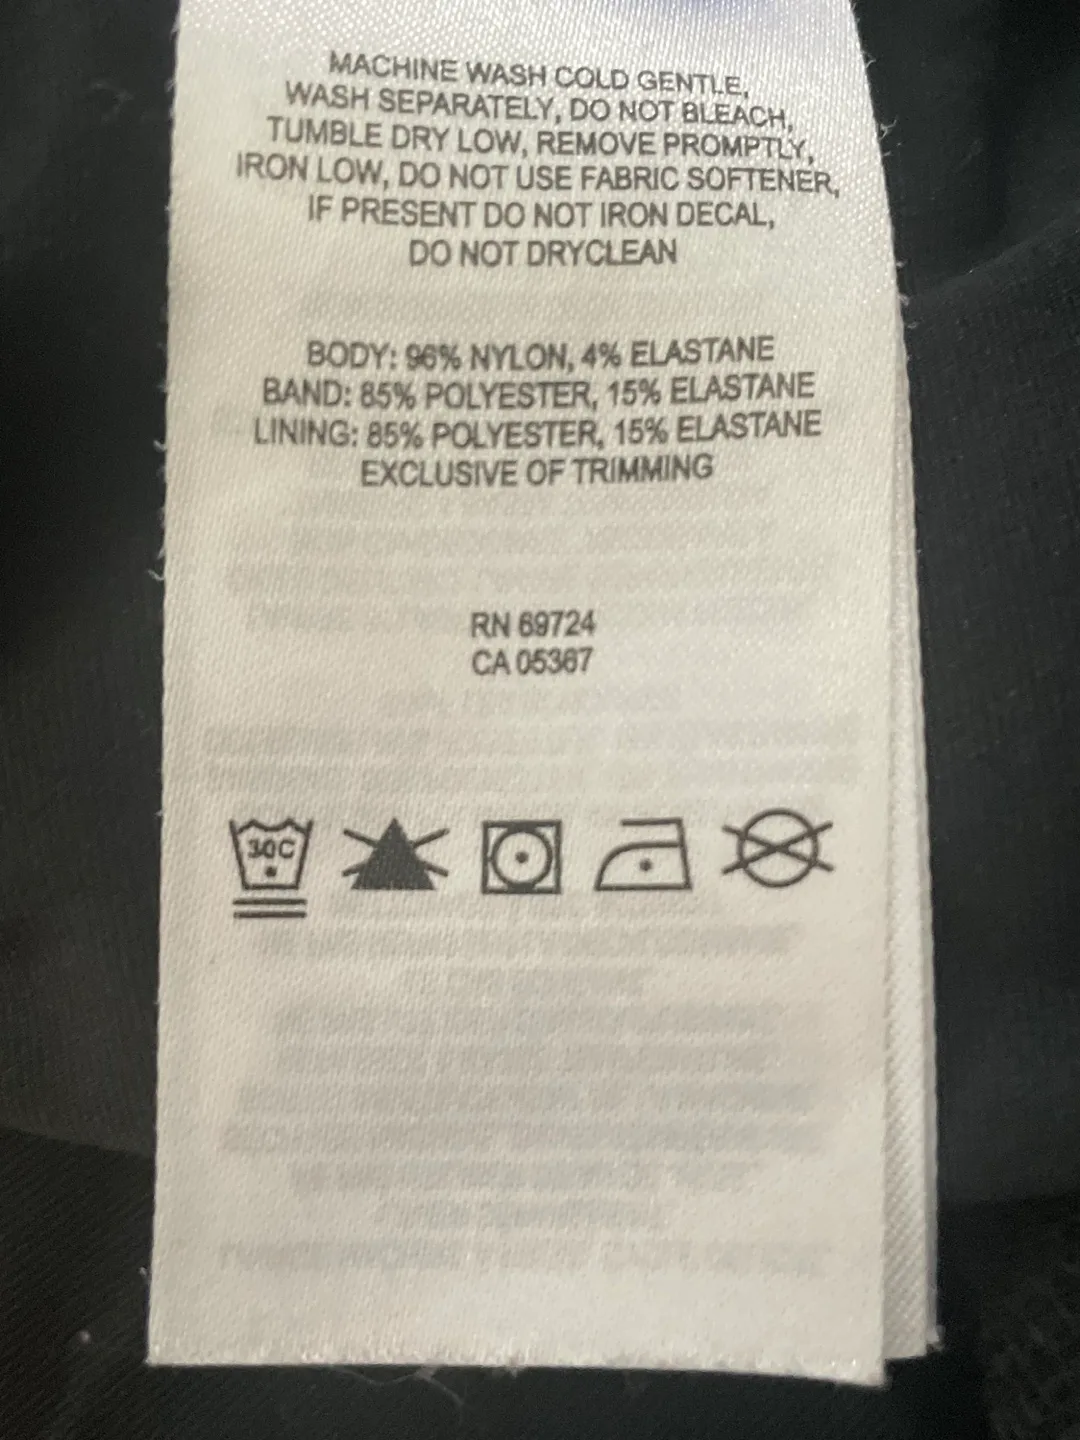 MACHINE WASH COLD GENTLE,
WASH SEPARATELY, DO NOT BLEACH,
TUMBLE DRY LOW, REMOVE PROMPTLY,
IRON LOW, DO NOT USE FABRIC SOFTENER,
IF PRESENT DO NOT IRON DECAL,
DO NOT DRYCLEAN
BODY: 96% NYLON, 4% ELASTANE
BAND: 85% POLYESTER, 15% ELASTANE
LINING: 85% POLYESTER, 15% ELASTANE
EXCLUSIVE OF TRIMMING
RN 69724
CA 05367
30C